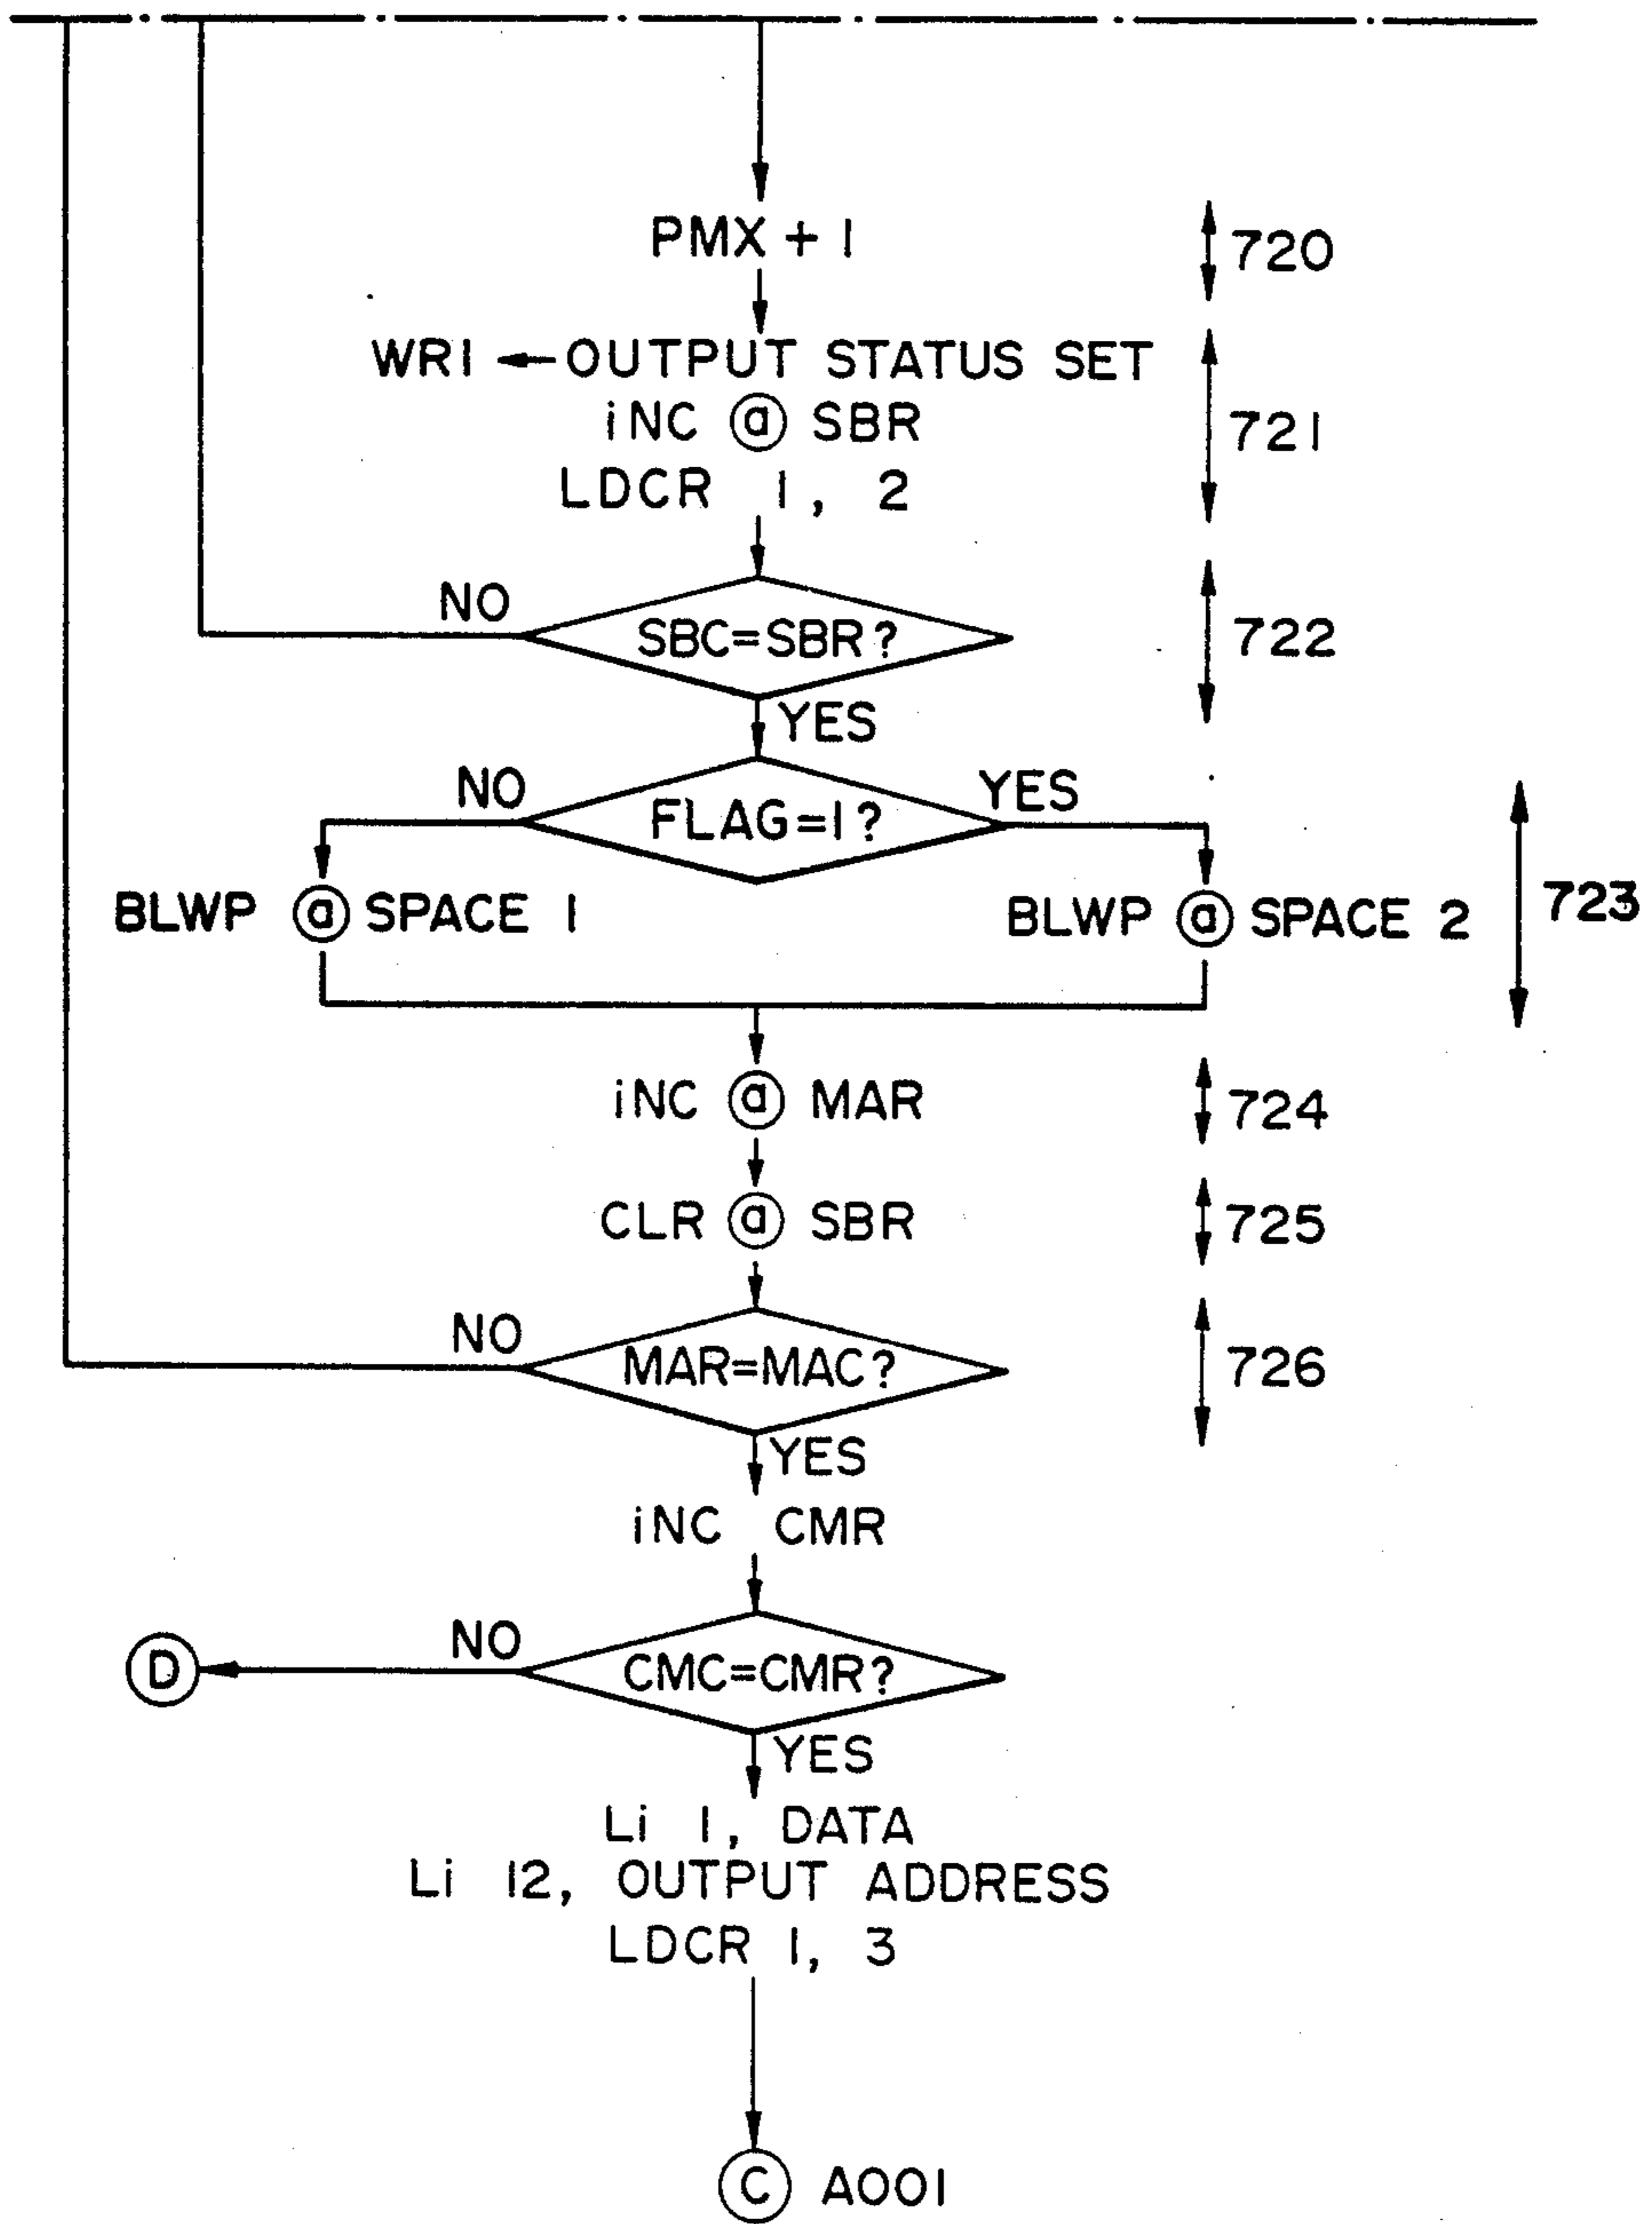 PMX + 1
720
WR1 ← OUTPUT STATUS SET
iNC @ SBR
721
LDCR 1, 2
NO
SBC=SBR?
722
YES
NO
YES
FLAG=1?
BLWP @ SPACE 1
BLWP @ SPACE 2
723
iNC @ MAR
724
CLR @ SBR
725
NO
MAR=MAC?
726
YES
iNC CMR
NO
D
CMC=CMR?
YES
Li 1, DATA
Li 12, OUTPUT ADDRESS
LDCR 1, 3
C A001